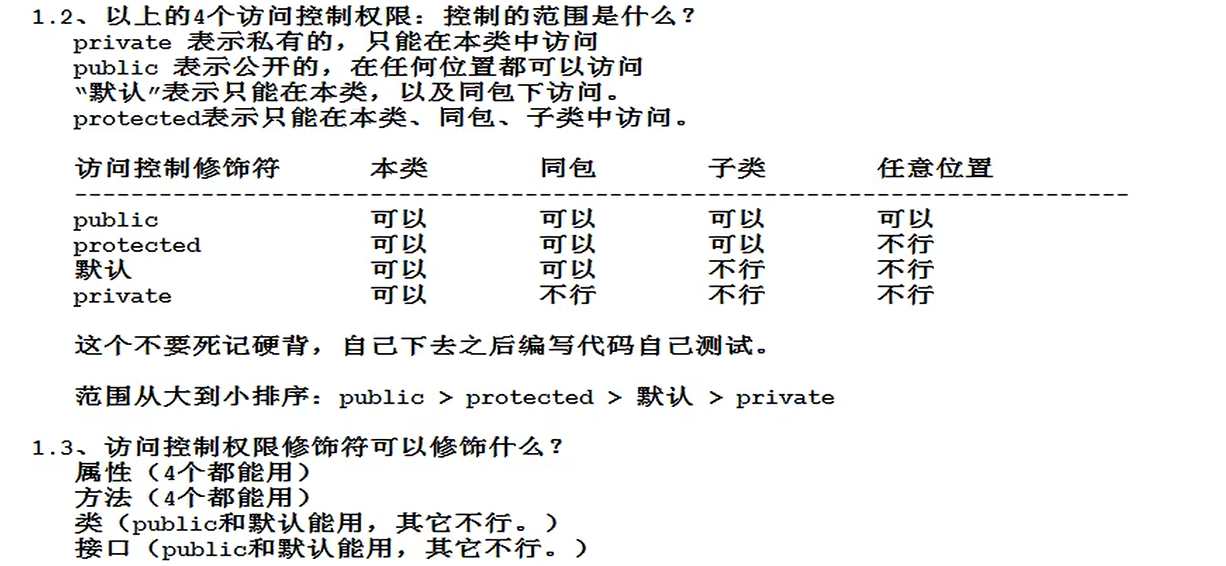 1.2、以上的4个访问控制权限：控制的范围是什么？
private 表示私有的，只能在本类中访问
public 表示公开的，在任何位置都可以访问
“默认”表示只能在本类，以及同包下访问。
protected表示只能在本类、同包、子类中访问。
访问控制修饰符 本类 同包 子类 任意位置
---------------------------------------------------------------------------
public 可以 可以 可以 可以
protected 可以 可以 可以 不行
默认 可以 可以 不行 不行
private 可以 不行 不行 不行
这个不要死记硬背，自己下去之后编写代码自己测试。
范围从大到小排序：public > protected > 默认 > private
1.3、访问控制权限修饰符可以修饰什么？
属性（4个都能用）
方法（4个都能用）
类（public和默认能用，其它不行。）
接口（public和默认能用，其它不行。）